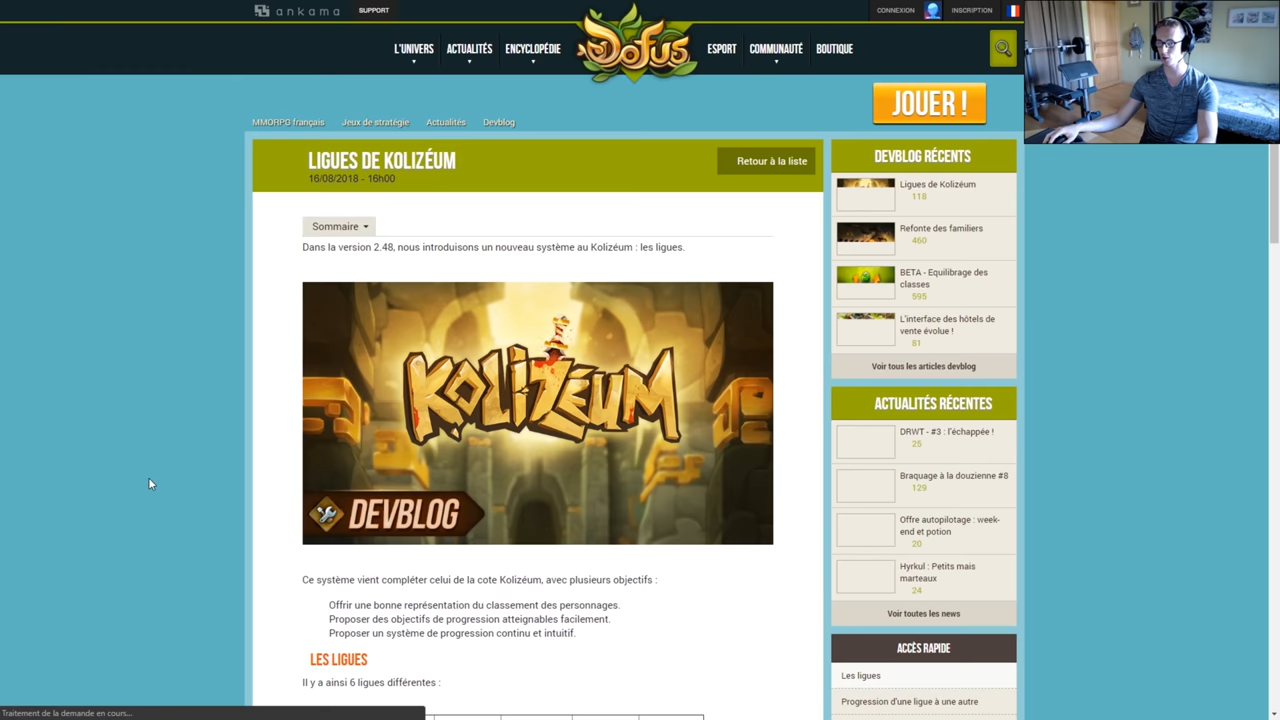 ankama
SUPPORT
CONNEXION
INSCRIPTION
L'UNIVERS
ACTUALITÉS
ENCYCLOPÉDIE
DOFUS
ESPORT
COMMUNAUTÉ
BOUTIQUE
JOUER !
MMORPG français
Jeux de stratégie
Actualités
Devblog
LIGUES DE KOLIZÉUM
16/08/2018 - 16h00
Retour à la liste
Sommaire
Dans la version 2.48, nous introduisons un nouveau système au Kolizéum : les ligues.
KOLIZÉUM
DEVBLOG
Ce système vient compléter celui de la cote Kolizéum, avec plusieurs objectifs :
Offrir une bonne représentation du classement des personnages.
Proposer des objectifs de progression atteignables facilement.
Proposer un système de progression continu et intuitif.
LES LIGUES
Il y a ainsi 6 ligues différentes :
DEVBLOG RÉCENTS
Ligues de Kolizéum
118
Refonte des familiers
460
BETA - Equilibrage des
classes
595
L'interface des hôtels de
vente évolue !
81
Voir tous les articles devblog
ACTUALITÉS RÉCENTES
DRWT - #3 : l'échappée !
25
Braquage à la douzienne #8
129
Offre autopilotage : week-
end et potion
20
Hyrkul : Petits mais
marteaux
24
Voir toutes les news
ACCÈS RAPIDE
Les ligues
Progression d'une ligue à une autre
Traitement de la demande en cours...